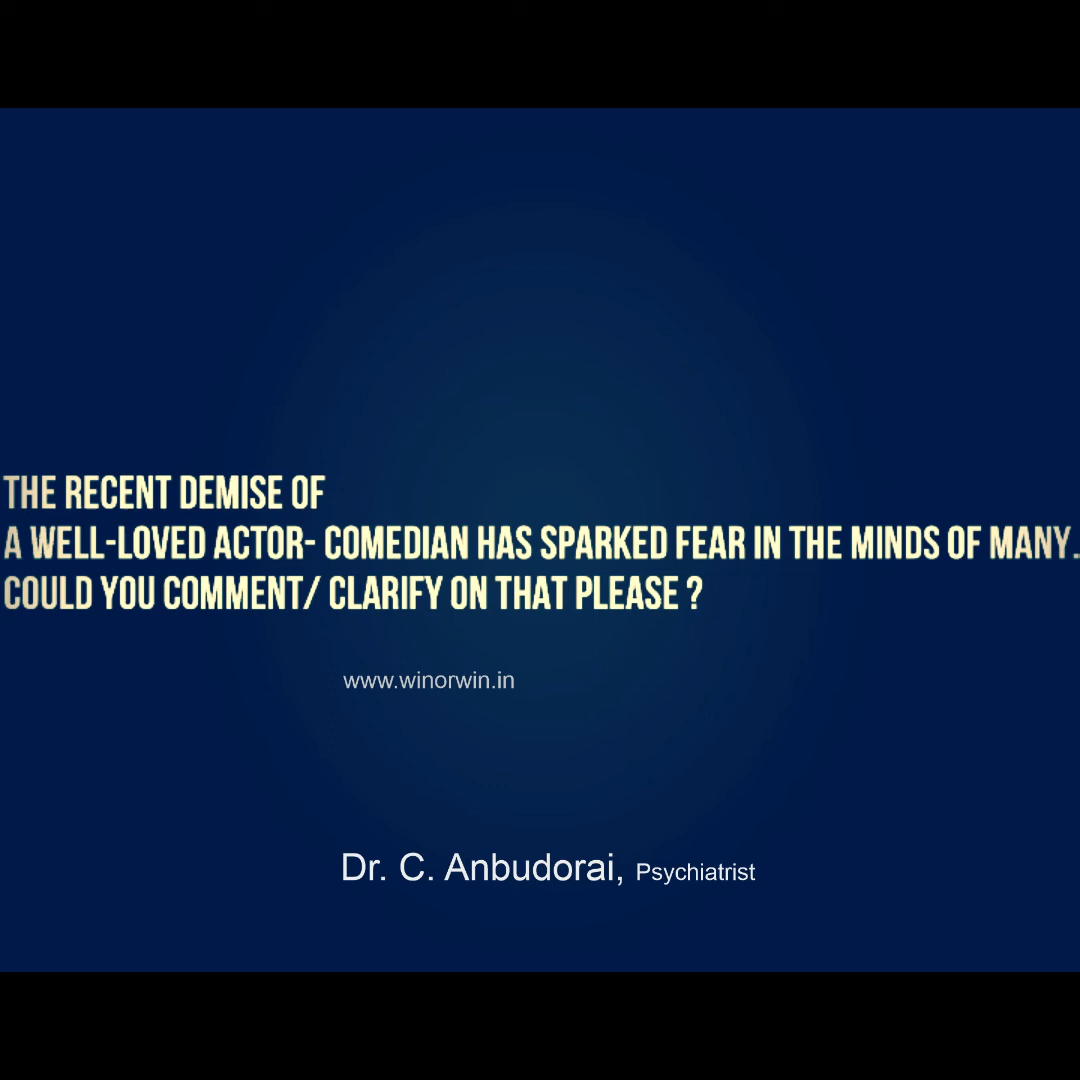 THE RECENT DEMISE OF
A WELL-LOVED ACTOR- COMEDIAN HAS SPARKED FEAR IN THE MINDS OF MANY.
COULD YOU COMMENT/ CLARIFY ON THAT PLEASE ?
www.winorwin.in
Dr. C. Anbudorai, Psychiatrist